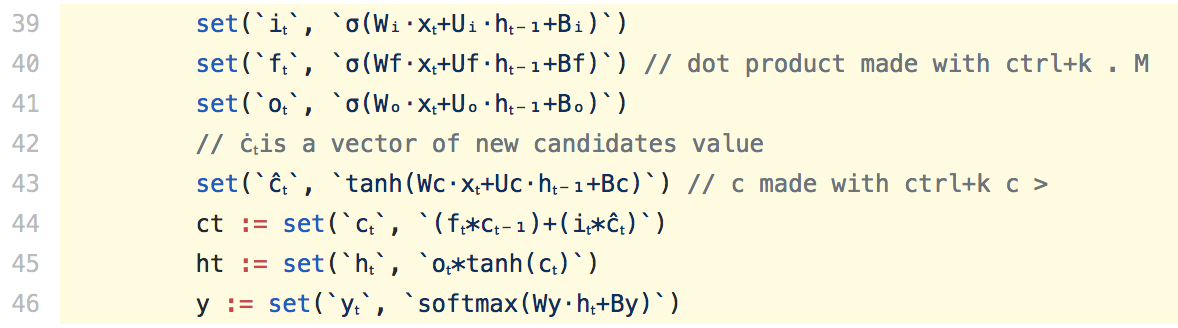 39 set(`iₜ`, `σ(Wᵢ·xₜ+Uᵢ·hₜ₋₁+Bᵢ)`)
40 set(`fₜ`, `σ(Wf·xₜ+Uf·hₜ₋₁+Bf)`) // dot product made with ctrl+k . M
41 set(`oₜ`, `σ(Wₒ·xₜ+Uₒ·hₜ₋₁+Bₒ)`)
42 // ċₜis a vector of new candidates value
43 set(`ĉₜ`, `tanh(Wc·xₜ+Uc·hₜ₋₁+Bc)`) // c made with ctrl+k c >
44 ct := set(`cₜ`, `(fₜ*cₜ₋₁)+(iₜ*ĉₜ)`)
45 ht := set(`hₜ`, `oₜ*tanh(cₜ)`)
46 y := set(`yₜ`, `softmax(Wy·hₜ+By)`)